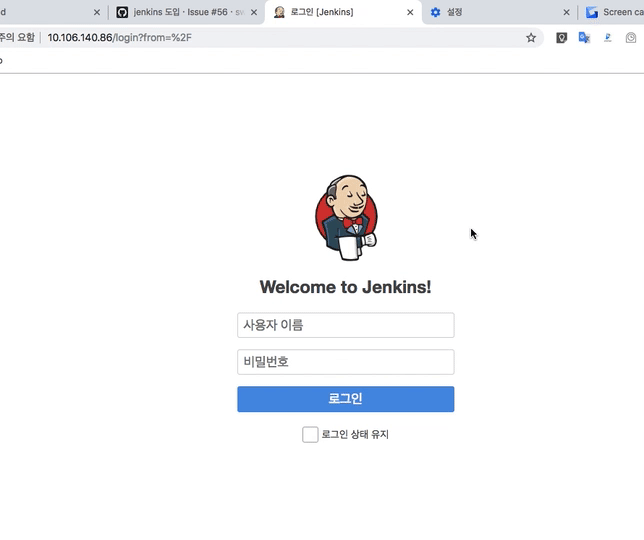 d
jenkins 도입 · Issue #56 · sw
로그인 [Jenkins]
설정
Screen ca
주의 요함
10.106.140.86/login?from=%2F
Welcome to Jenkins!
사용자 이름
비밀번호
로그인
로그인 상태 유지